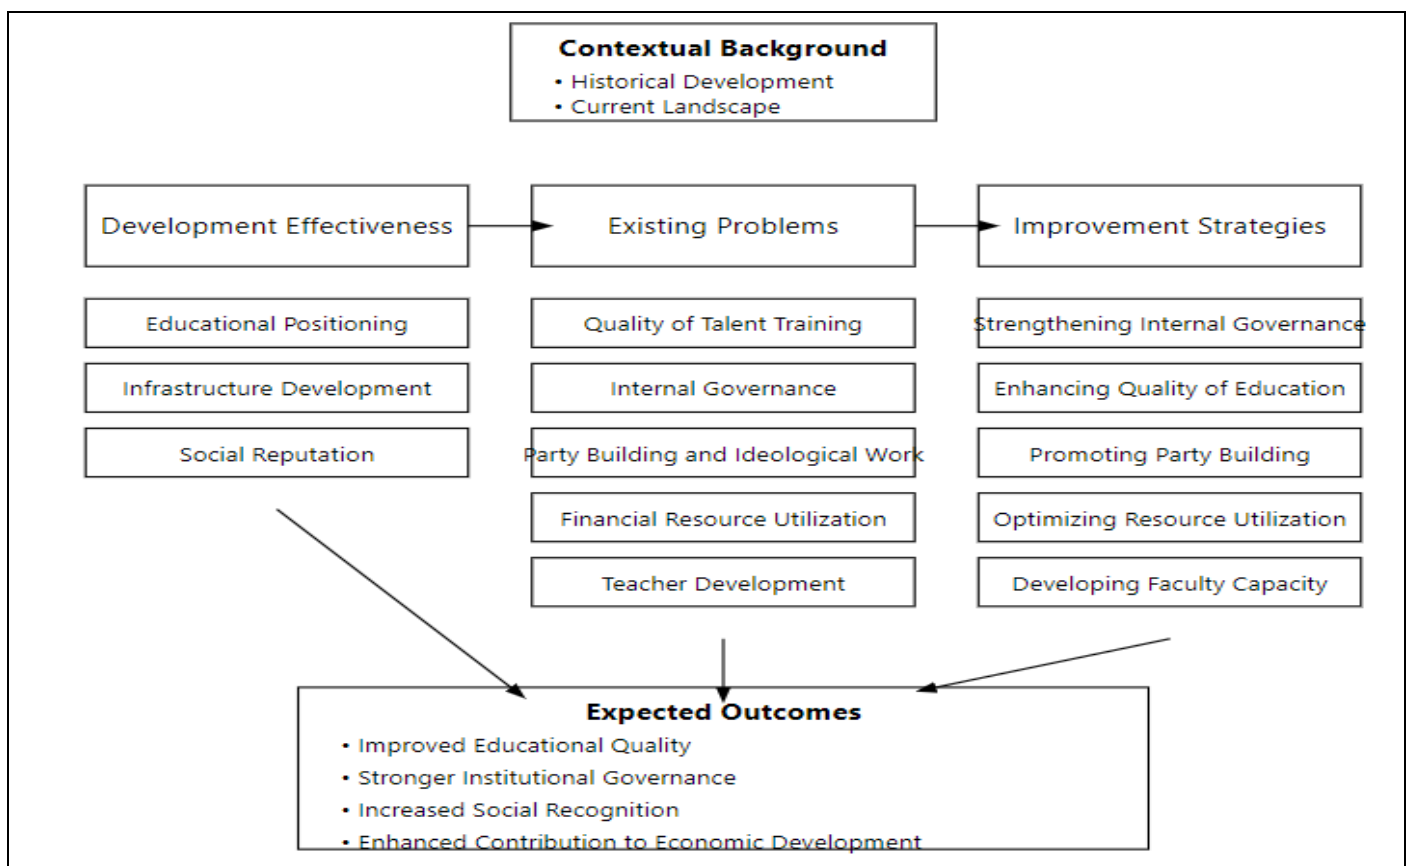 Contextual Background
• Historical Development
• Current Landscape
Development Effectiveness
Existing Problems
Improvement Strategies
Educational Positioning
Quality of Talent Training
Strengthening Internal Governance
Infrastructure Development
Internal Governance
Enhancing Quality of Education
Social Reputation
Party Building and Ideological Work
Promoting Party Building
Financial Resource Utilization
Optimizing Resource Utilization
Teacher Development
Developing Faculty Capacity
Expected Outcomes
• Improved Educational Quality
• Stronger Institutional Governance
• Increased Social Recognition
• Enhanced Contribution to Economic Development